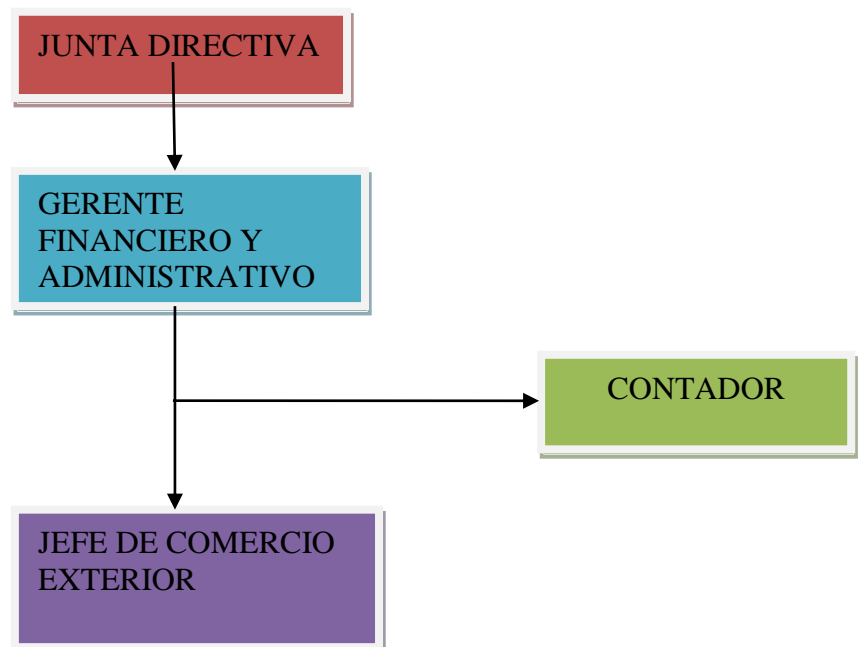 JUNTA DIRECTIVA
GERENTE
FINANCIERO Y
ADMINISTRATIVO
CONTADOR
JEFE DE COMERCIO
EXTERIOR